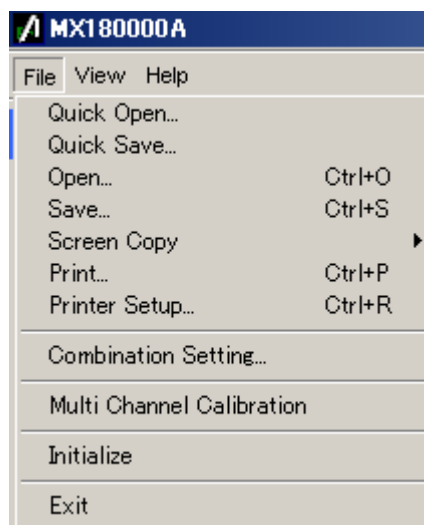 MX180000A
File View Help
Quick Open...
Quick Save...
Open... Ctrl+O
Save... Ctrl+S
Screen Copy
Print... Ctrl+P
Printer Setup... Ctrl+R
Combination Setting...
Multi Channel Calibration
Initialize
Exit